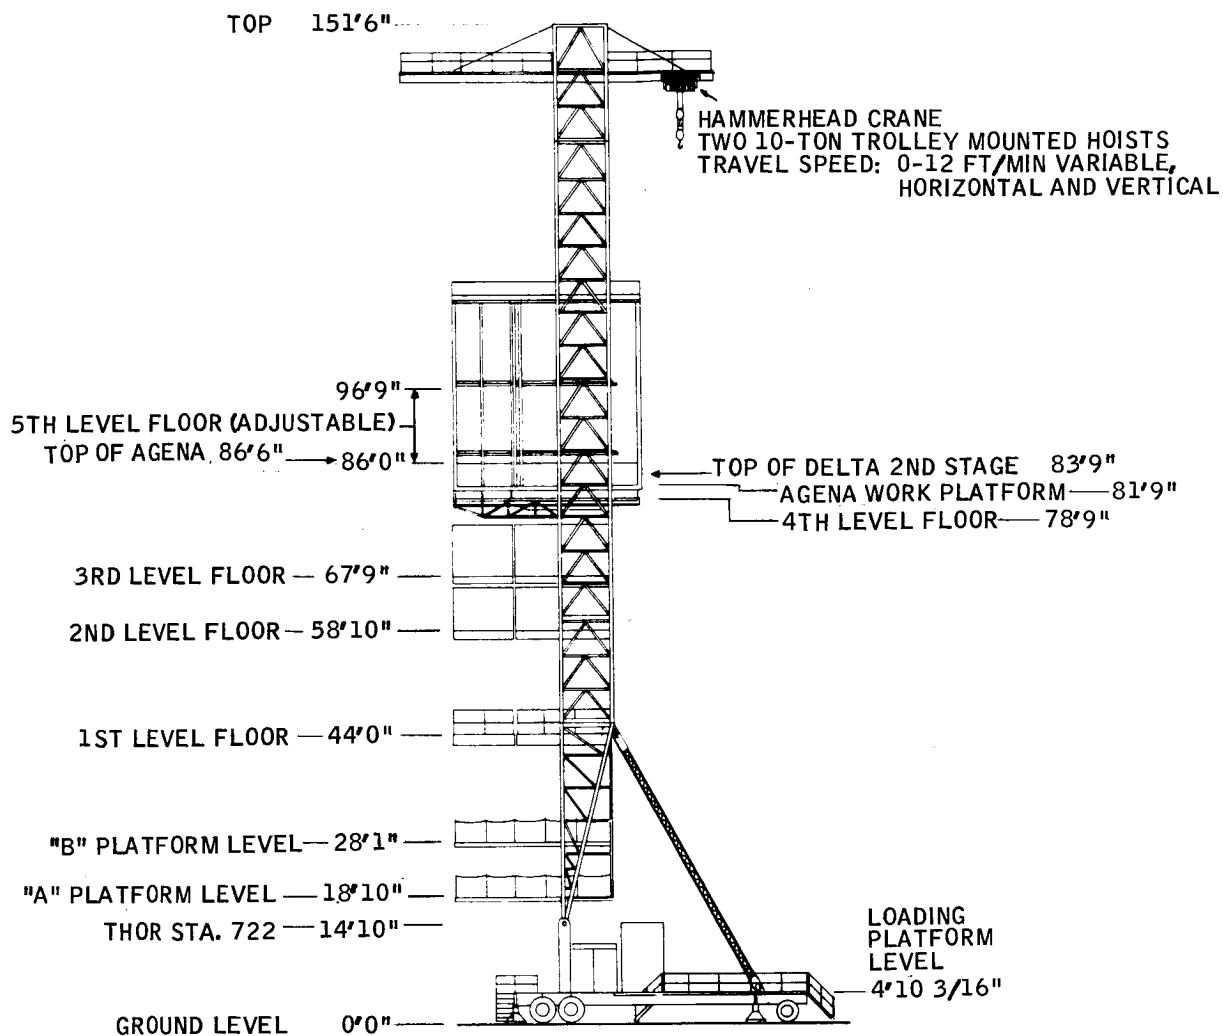 TOP 151'6"
HAMMERHEAD CRANE
TWO 10-TON TROLLEY MOUNTED HOISTS
TRAVEL SPEED: 0-12 FT/MIN VARIABLE,
HORIZONTAL AND VERTICAL
96'9"
5TH LEVEL FLOOR (ADJUSTABLE)
TOP OF AGENA 86'6"
86'0"
TOP OF DELTA 2ND STAGE 83'9"
AGENA WORK PLATFORM — 81'9"
4TH LEVEL FLOOR — 78'9"
3RD LEVEL FLOOR — 67'9"
2ND LEVEL FLOOR — 58'10"
1ST LEVEL FLOOR — 44'0"
"B" PLATFORM LEVEL — 28'1"
"A" PLATFORM LEVEL — 18'10"
THOR STA. 722 — 14'10"
LOADING
PLATFORM
LEVEL
4'10 3/16"
GROUND LEVEL 0'0"